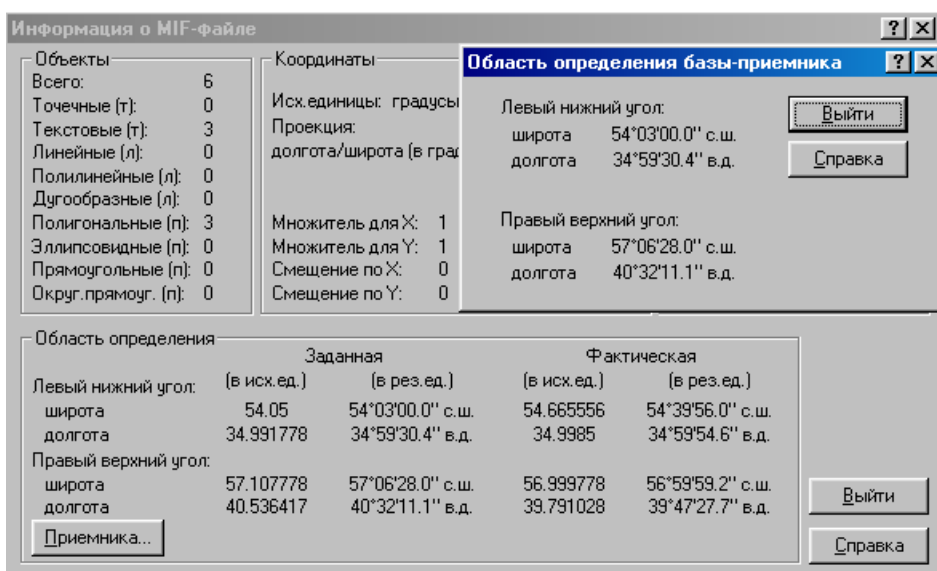 Информация о MIF-файле
Объекты
Всего: 6
Точечные (т): 0
Текстовые (т): 3
Линейные (л): 0
Полилинейные (л): 0
Дугообразные (л): 0
Полигональные (п): 3
Эллипсовидные (п): 0
Прямоугольные (п): 0
Округ.прямоуг. (п): 0
Координаты
Исх.единицы: градусы
Проекция:
долгота/широта (в град
Множитель для X: 1
Множитель для Y: 1
Смещение по X: 0
Смещение по Y: 0
Область определения базы-приемника
Левый нижний угол:
широта 54°03'00.0'' с.ш.
долгота 34°59'30.4'' в.д.
Правый верхний угол:
широта 57°06'28.0'' с.ш.
долгота 40°32'11.1'' в.д.
Выйти
Справка
Область определения
Заданная Фактическая
(в исх.ед.) (в рез.ед.) (в исх.ед.) (в рез.ед.)
Левый нижний угол:
широта 54.05 54°03'00.0'' с.ш. 54.665556 54°39'56.0'' с.ш.
долгота 34.991778 34°59'30.4'' в.д. 34.9985 34°59'54.6'' в.д.
Правый верхний угол:
широта 57.107778 57°06'28.0'' с.ш. 56.999778 56°59'59.2'' с.ш.
долгота 40.536417 40°32'11.1'' в.д. 39.791028 39°47'27.7'' в.д.
Приемника...
Выйти
Справка